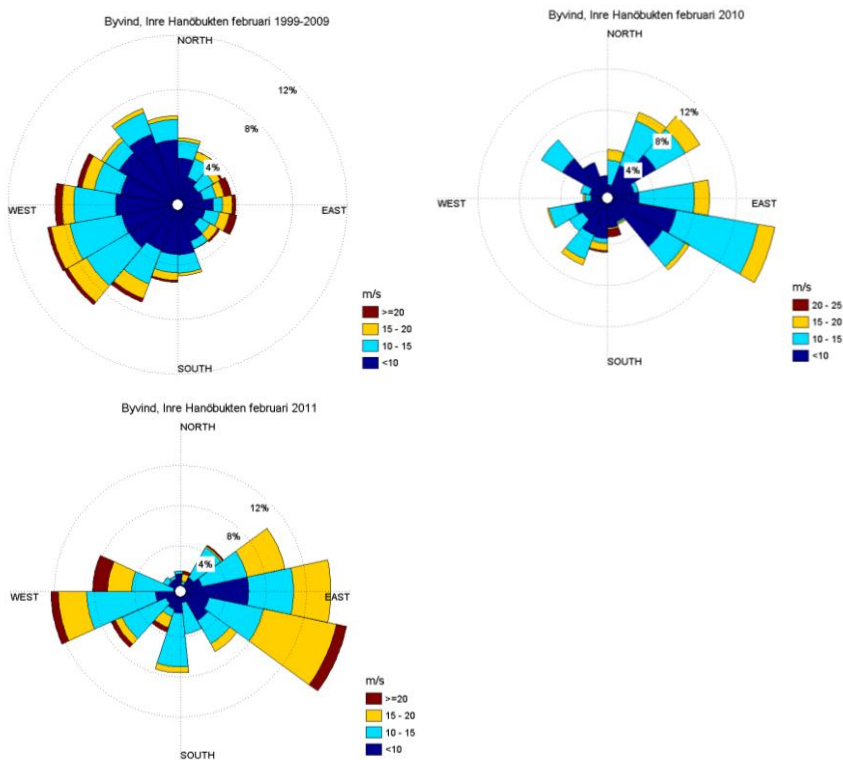 Byvind, Inre Hanöbukten februari 1999-2009
NORTH
12%
8%
4%
WEST
EAST
SOUTH
m/s
>=20
15 - 20
10 - 15
<10
Byvind, Inre Hanöbukten februari 2010
NORTH
12%
8%
4%
WEST
EAST
SOUTH
m/s
20 - 25
15 - 20
10 - 15
<10
Byvind, Inre Hanöbukten februari 2011
NORTH
12%
8%
4%
WEST
EAST
SOUTH
m/s
>=20
15 - 20
10 - 15
<10